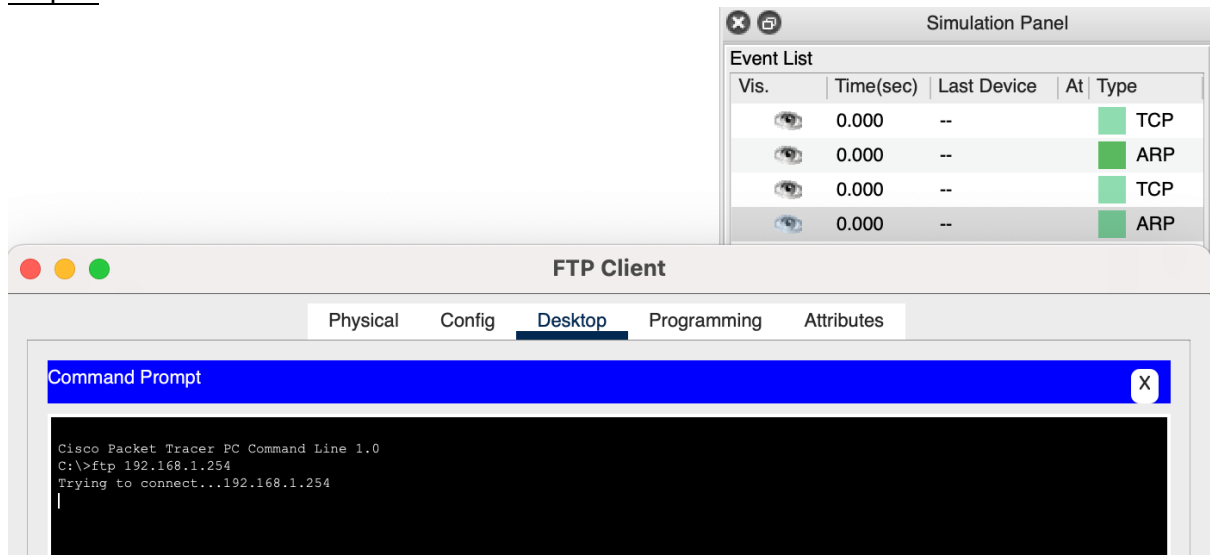 Simulation Panel
Event List
Vis. Time(sec) Last Device At Type
0.000 -- TCP
0.000 -- ARP
0.000 -- TCP
0.000 -- ARP
FTP Client
Physical Config Desktop Programming Attributes
Command Prompt X
Cisco Packet Tracer PC Command Line 1.0
C:\>ftp 192.168.1.254
Trying to connect...192.168.1.254